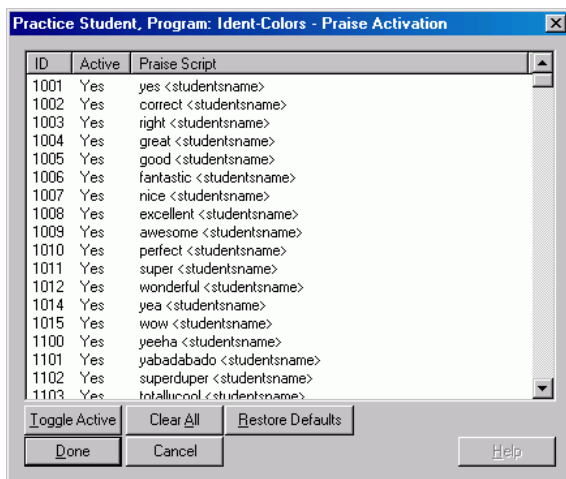 Practice Student, Program: Ident-Colors - Praise Activation
ID Active Praise Script
1001 Yes yes <studentsname>
1002 Yes correct <studentsname>
1003 Yes right <studentsname>
1004 Yes great <studentsname>
1005 Yes good <studentsname>
1006 Yes fantastic <studentsname>
1007 Yes nice <studentsname>
1008 Yes excellent <studentsname>
1009 Yes awesome <studentsname>
1010 Yes perfect <studentsname>
1011 Yes super <studentsname>
1012 Yes wonderful <studentsname>
1014 Yes yea <studentsname>
1015 Yes wow <studentsname>
1100 Yes yeeha <studentsname>
1101 Yes yabadabado <studentsname>
1102 Yes superduper <studentsname>
1103 Yes totallucool <studentsname>
Toggle Active Clear All Restore Defaults
Done Cancel Help